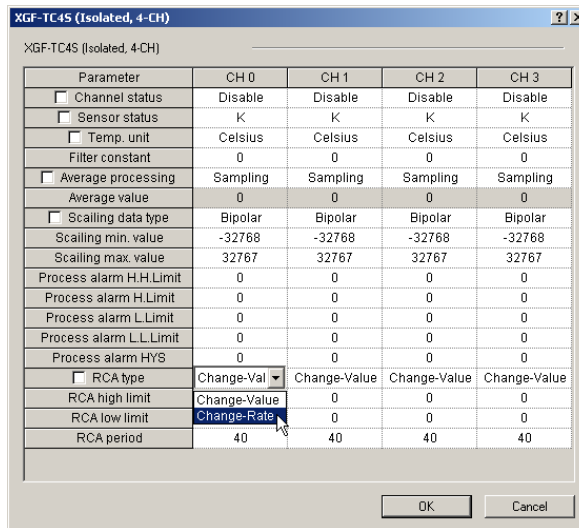 XGF-TC4S (Isolated, 4-CH)
XGF-TC4S (Isolated, 4-CH)
Parameter CH 0 CH 1 CH 2 CH 3
Channel status Disable Disable Disable Disable
Sensor status K K K K
Temp. unit Celsius Celsius Celsius Celsius
Filter constant 0 0 0 0
Average processing Sampling Sampling Sampling Sampling
Average value 0 0 0 0
Scailing data type Bipolar Bipolar Bipolar Bipolar
Scailing min. value -32768 -32768 -32768 -32768
Scailing max. value 32767 32767 32767 32767
Process alarm H.H.Limit 0 0 0 0
Process alarm H.Limit 0 0 0 0
Process alarm L.Limit 0 0 0 0
Process alarm L.L.Limit 0 0 0 0
Process alarm HYS 0 0 0 0
RCA type Change-Val Change-Value Change-Value Change-Value
RCA high limit Change-Value 0 0 0
RCA low limit Change-Rate 0 0 0
RCA period 40 40 40 40
OK Cancel